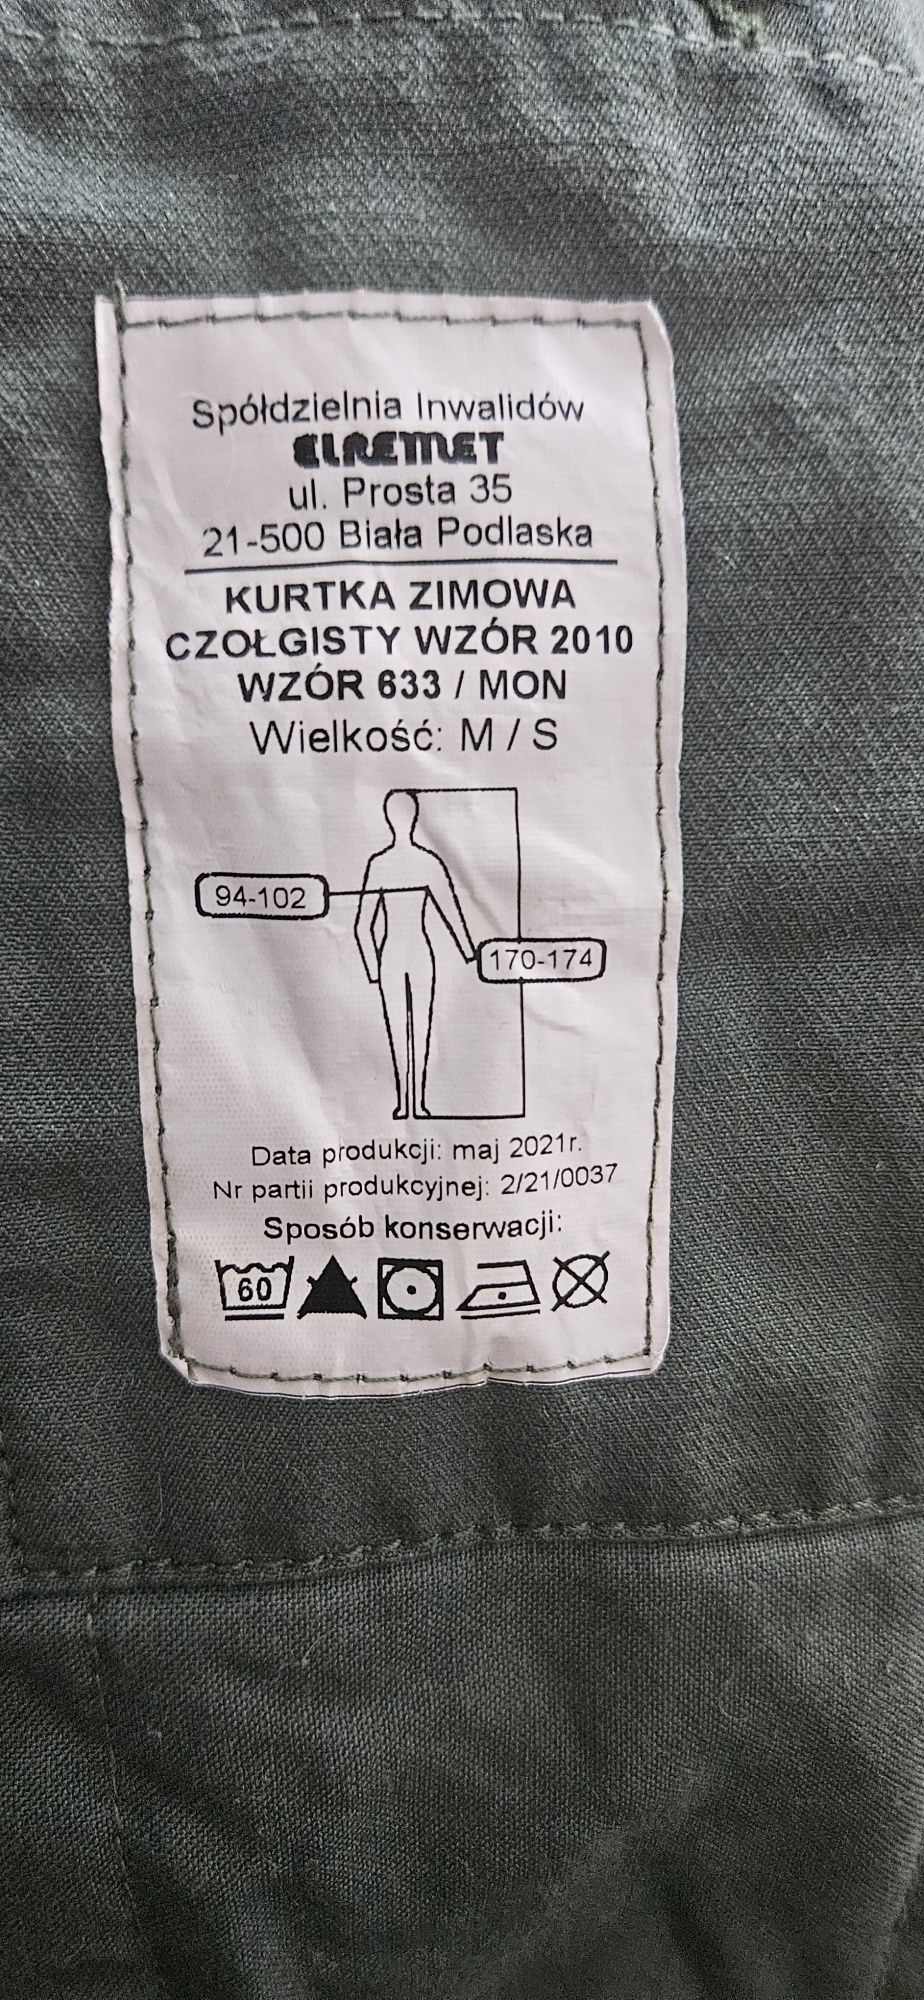 Spółdzielnia Inwalidów
ELREMET
ul. Prosta 35
21-500 Biała Podlaska
KURTKA ZIMOWA
CZOŁGISTY WZÓR 2010
WZÓR 633 / MON
Wielkość: M / S
94-102
170-174
Data produkcji: maj 2021r.
Nr partii produkcyjnej: 2/21/0037
Sposób konserwacji:
60